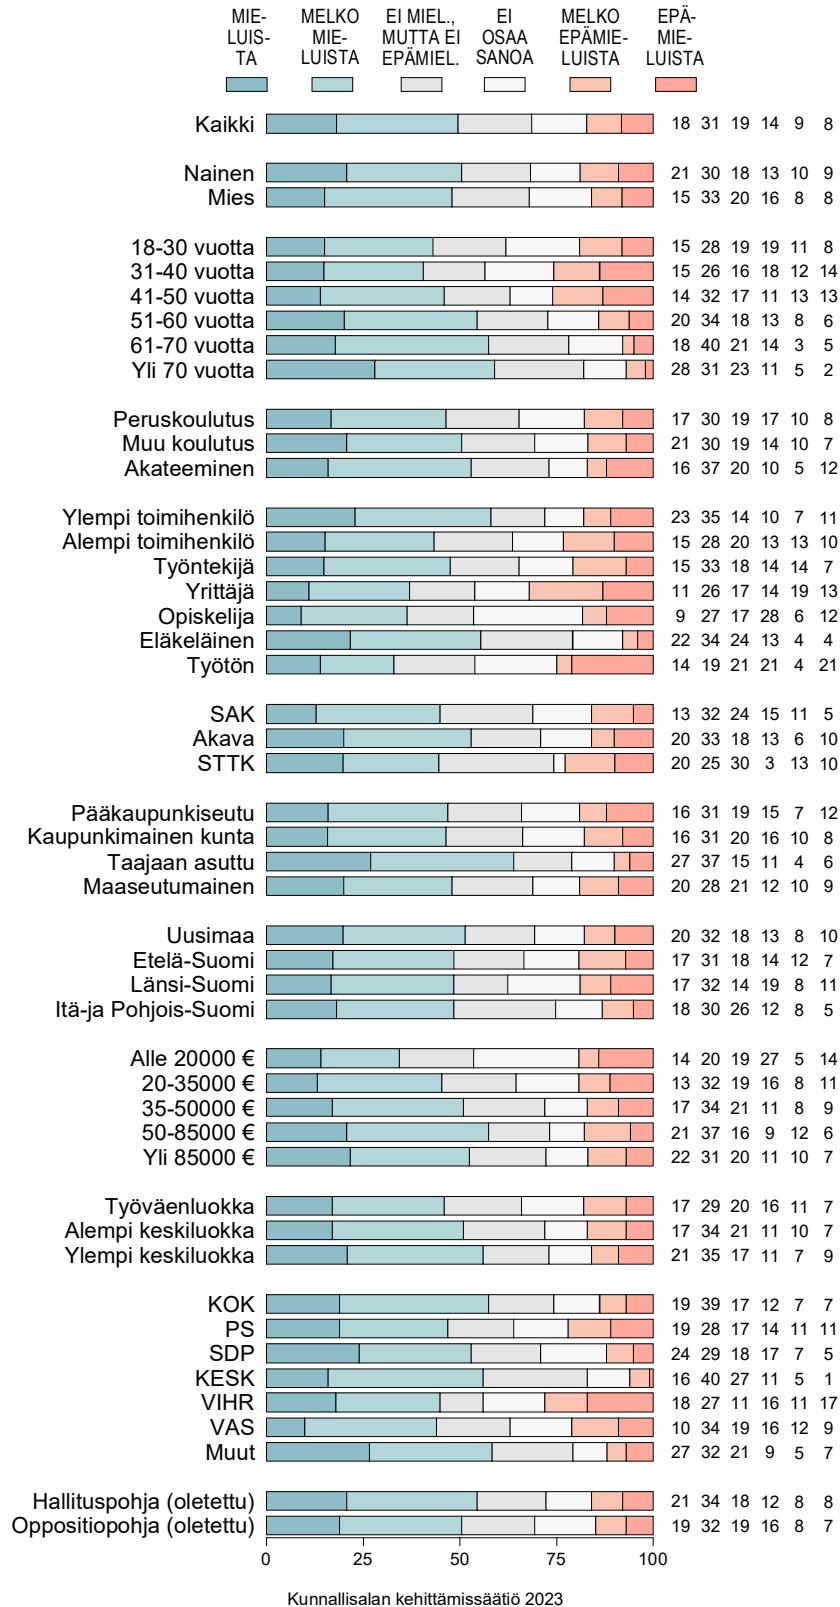 MIE- MELKO EI MIEL., EI MELKO EPÄ-
LUIS- MIE- MUTTA EI OSAA EPÄMIE- MIE-
TA LUISTA EPÄMIEL. SANOA LUISTA LUISTA
Kaikki 18 31 19 14 9 8
Nainen 21 30 18 13 10 9
Mies 15 33 20 16 8 8
18-30 vuotta 15 28 19 19 11 8
31-40 vuotta 15 26 16 18 12 14
41-50 vuotta 14 32 17 11 13 13
51-60 vuotta 20 34 18 13 8 6
61-70 vuotta 18 40 21 14 3 5
Yli 70 vuotta 28 31 23 11 5 2
Peruskoulutus 17 30 19 17 10 8
Muu koulutus 21 30 19 14 10 7
Akateeminen 16 37 20 10 5 12
Ylempi toimihenkilö 23 35 14 10 7 11
Alempi toimihenkilö 15 28 20 13 13 10
Työntekijä 15 33 18 14 14 7
Yrittäjä 11 26 17 14 19 13
Opiskelija 9 27 17 28 6 12
Eläkeläinen 22 34 24 13 4 4
Työtön 14 19 21 21 4 21
SAK 13 32 24 15 11 5
Akava 20 33 18 13 6 10
STTK 20 25 30 3 13 10
Pääkaupunkiseutu 16 31 19 15 7 12
Kaupunkimainen kunta 16 31 20 16 10 8
Taajaan asuttu 27 37 15 11 4 6
Maaseutumainen 20 28 21 12 10 9
Uusimaa 20 32 18 13 8 10
Etelä-Suomi 17 31 18 14 12 7
Länsi-Suomi 17 32 14 19 8 11
Itä-ja Pohjois-Suomi 18 30 26 12 8 5
Alle 20000 € 14 20 19 27 5 14
20-35000 € 13 32 19 16 8 11
35-50000 € 17 34 21 11 8 9
50-85000 € 21 37 16 9 12 6
Yli 85000 € 22 31 20 11 10 7
Työväenluokka 17 29 20 16 11 7
Alempi keskiluokka 17 34 21 11 10 7
Ylempi keskiluokka 21 35 17 11 7 9
KOK 19 39 17 12 7 7
PS 19 28 17 14 11 11
SDP 24 29 18 17 7 5
KESK 16 40 27 11 5 1
VIHR 18 27 11 16 11 17
VAS 10 34 19 16 12 9
Muut 27 32 21 9 5 7
Hallituspohja (oletettu) 21 34 18 12 8 8
Oppositiopohja (oletettu) 19 32 19 16 8 7
0 25 50 75 100
Kunnallisalan kehittämissäätiö 2023